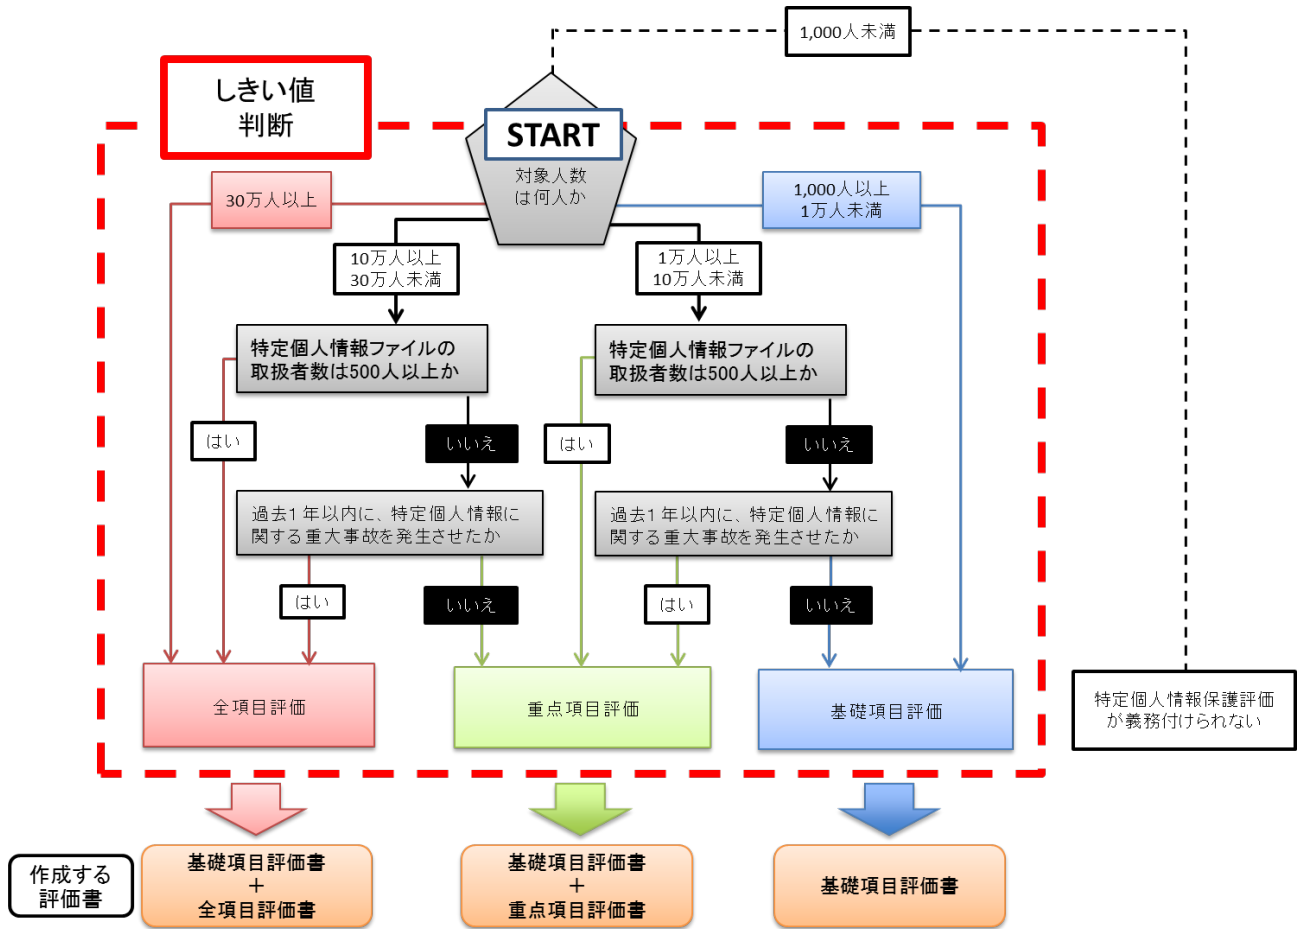 1,000人未満
しきい値
判断
START
対象人数
は何人か
30万人以上
1,000人以上
1万人未満
10万人以上
30万人未満
1万人以上
10万人未満
特定個人情報ファイルの
取扱者数は500人以上か
特定個人情報ファイルの
取扱者数は500人以上か
はい
いいえ
はい
いいえ
過去1年以内に、特定個人情報に
関する重大事故を発生させたか
過去1年以内に、特定個人情報に
関する重大事故を発生させたか
はい
いいえ
はい
いいえ
全項目評価
重点項目評価
基礎項目評価
特定個人情報保護評価
が義務付けられない
作成する
評価書
基礎項目評価書
+
全項目評価書
基礎項目評価書
+
重点項目評価書
基礎項目評価書